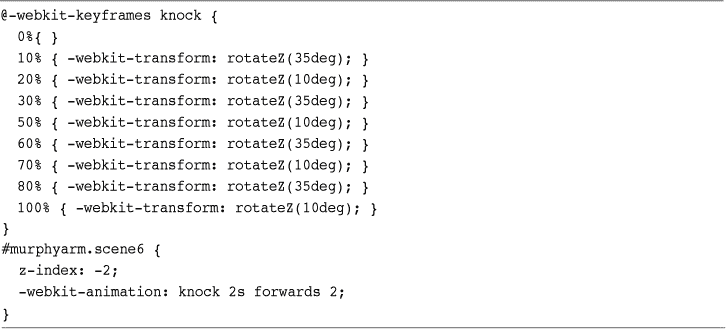 @-webkit-keyframes knock {
  0%{ }
  10% { -webkit-transform: rotateZ(35deg); }
  20% { -webkit-transform: rotateZ(10deg); }
  30% { -webkit-transform: rotateZ(35deg); }
  50% { -webkit-transform: rotateZ(10deg); }
  60% { -webkit-transform: rotateZ(35deg); }
  70% { -webkit-transform: rotateZ(10deg); }
  80% { -webkit-transform: rotateZ(35deg); }
  100% { -webkit-transform: rotateZ(10deg); }
}
#murphyarm.scene6 {
  z-index: -2;
  -webkit-animation: knock 2s forwards 2;
}